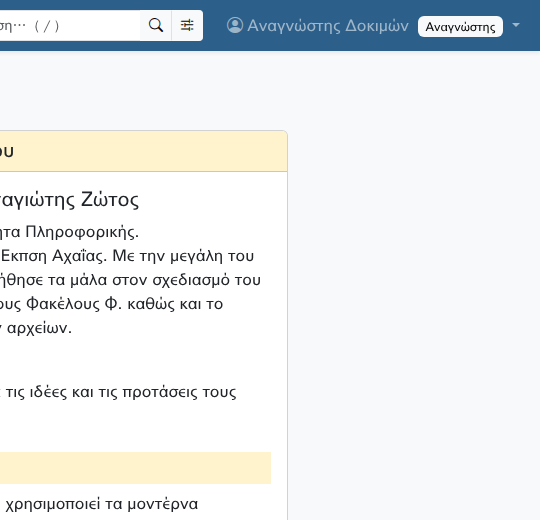 ση… ( / ) Αναγνώστης Δοκιμών Αναγνώστης
ου
αγιώτης Ζώτος
ητα Πληροφορικής.
Εκπση Αχαΐας. Με την μεγάλη του
ήθησε τα μάλα στον σχεδιασμό του
ους Φακέλους Φ. καθώς και το
αρχείων.
τις ιδέες και τις προτάσεις τους
χρησιμοποιεί τα μοντέρνα